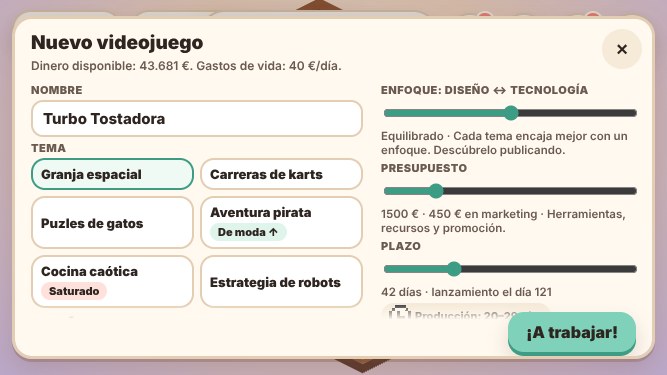 Nuevo videojuego
Dinero disponible: 43.681 €. Gastos de vida: 40 €/día.
×
NOMBRE
Turbo Tostadora
TEMA
Granja espacial
Carreras de karts
Puzles de gatos
Aventura pirata
De moda ↑
Cocina caótica
Saturado
Estrategia de robots
ENFOQUE: DISEÑO ↔ TECNOLOGÍA
Equilibrado · Cada tema encaja mejor con un
enfoque. Descúbrelo publicando.
PRESUPUESTO
1500 € · 450 € en marketing · Herramientas,
recursos y promoción.
PLAZO
42 días · lanzamiento el día 121
Producción:
¡A trabajar!